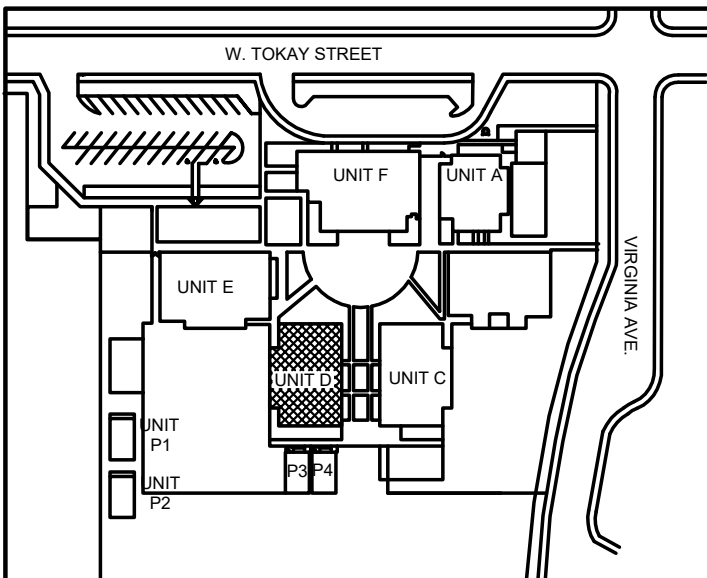 W. TOKAY STREET
UNIT F
UNIT A
VIRGINIA AVE.
UNIT E
UNIT D
UNIT C
UNIT
P1
UNIT
P2
P3
P4